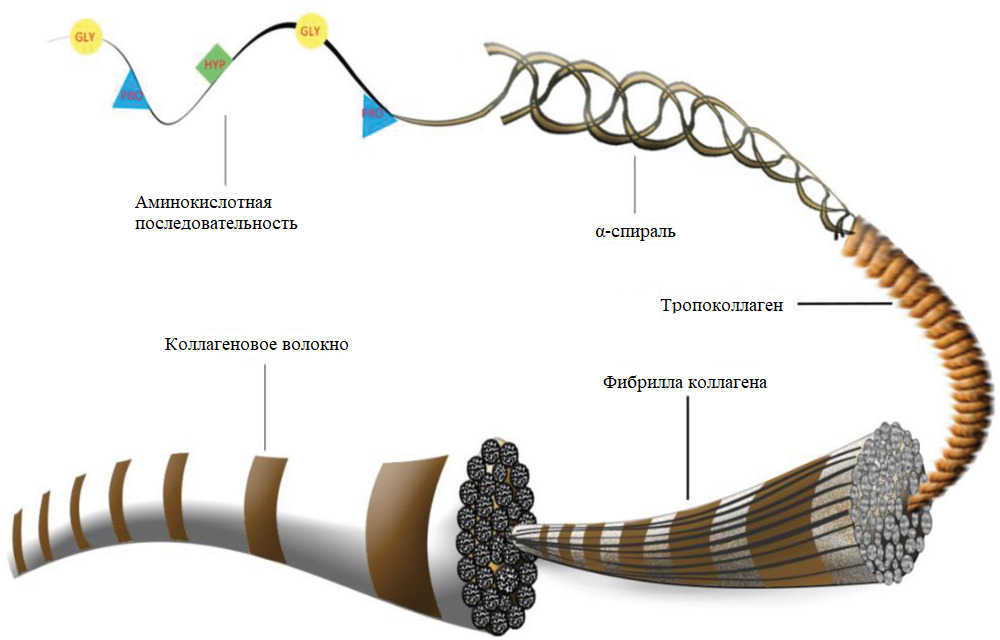 GLY
GLY
HYP
PRO
PRO
Аминокислотная
последовательность
α-спираль
Тропоколлаген
Коллагеновое волокно
Фибрилла коллагена